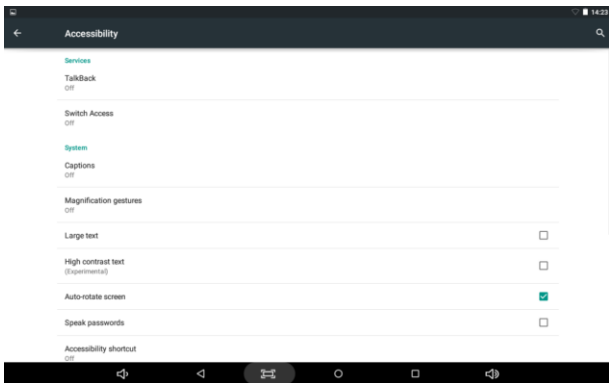 14:23
Accessibility
Services
TalkBack
Off
Switch Access
Off
System
Captions
Off
Magnification gestures
Off
Large text
High contrast text
(Experimental)
Auto-rotate screen
Speak passwords
Accessibility shortcut
Off